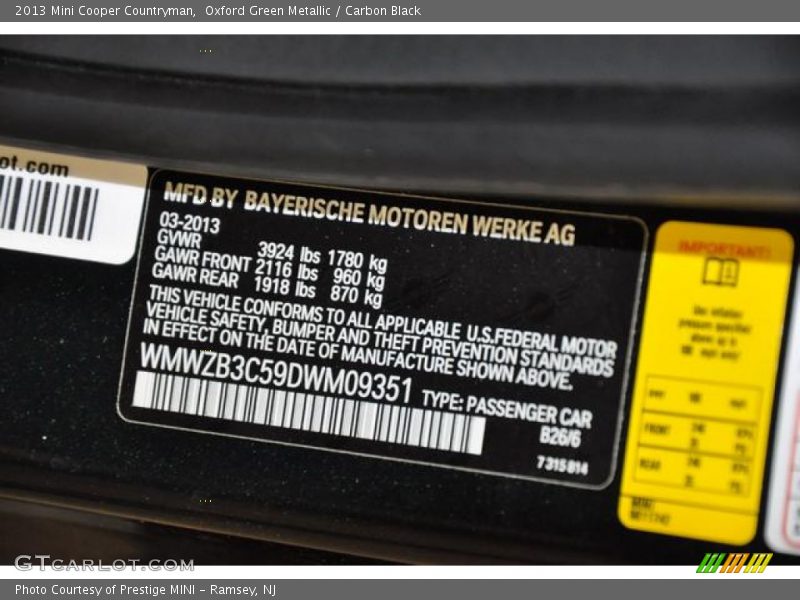 2013 Mini Cooper Countryman,  Oxford Green Metallic / Carbon Black
ot.com
MFD BY BAYERISCHE MOTOREN WERKE AG
03-2013
GVWR 3924 lbs 1780 kg
GAWR FRONT 2116 lbs 960 kg
GAWR REAR 1918 lbs 870 kg
THIS VEHICLE CONFORMS TO ALL APPLICABLE U.S.FEDERAL MOTOR
VEHICLE SAFETY, BUMPER AND THEFT PREVENTION STANDARDS
IN EFFECT ON THE DATE OF MANUFACTURE SHOWN ABOVE.
WMWZB3C59DWM09351 TYPE: PASSENGER CAR
B26/6
7315814
IMPORTANT!
FRONT
REAR
GTCARLOT.COM
Photo Courtesy of Prestige MINI – Ramsey, NJ